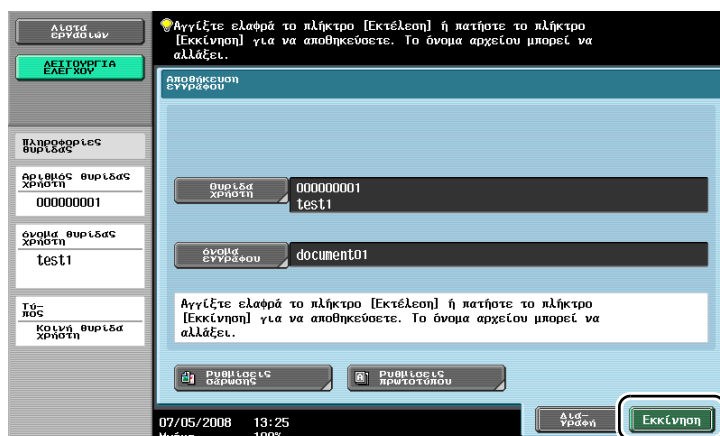 Λίστα
εργασιών
ΛΕΙΤΟΥΡΓΙΑ
ΕΛΕΓΧΟΥ
Αγγίξτε ελαφρά το πλήκτρο [Εκτέλεση] ή πατήστε το πλήκτρο
[Εκκίνηση] για να αποθηκεύσετε. Το όνομα αρχείου μπορεί να
αλλάξει.
Αποθήκευση
εγγράφου
Πληροφορίες
θυρίδας
Αριθμός θυρίδας
χρήστη
000000001
όνομα θυρίδας
χρήστη
test1
Τύ-
πος
Κοινή θυρίδα
χρήστη
θυρίδα
χρήστη
000000001
test1
όνομα
εγγράφου
document01
Αγγίξτε ελαφρά το πλήκτρο [Εκτέλεση] ή πατήστε το πλήκτρο
[Εκκίνηση] για να αποθηκεύσετε. Το όνομα αρχείου μπορεί να
αλλάξει.
Ρυθμίσεις
σάρωσης
Ρυθμίσεις
πρωτοτύπου
07/05/2008 13:25
Μνήμη 100%
Δια-
γραφή
Εκκίνηση